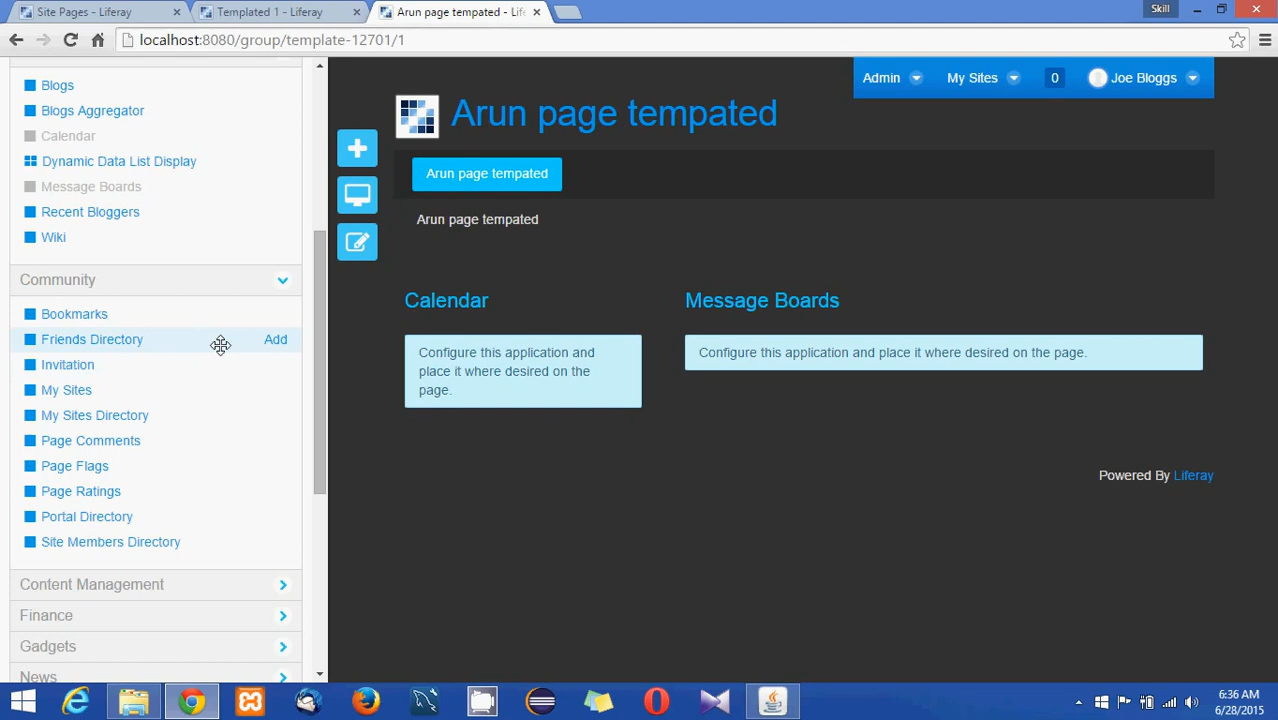 Site Pages - Liferay
Templated 1 - Liferay
Arun page tempated - Life
Skill
localhost:8080/group/template-12701/1
Blogs
Blogs Aggregator
Calendar
Dynamic Data List Display
Message Boards
Recent Bloggers
Wiki
Community
Bookmarks
Friends Directory
Add
Invitation
My Sites
My Sites Directory
Page Comments
Page Flags
Page Ratings
Portal Directory
Site Members Directory
Content Management
Finance
Gadgets
News
Admin
My Sites
0
Joe Bloggs
Arun page tempated
Arun page tempated
Arun page tempated
Calendar
Configure this application and
place it where desired on the
page.
Message Boards
Configure this application and place it where desired on the page.
Powered By Liferay
6:36 AM
6/28/2015